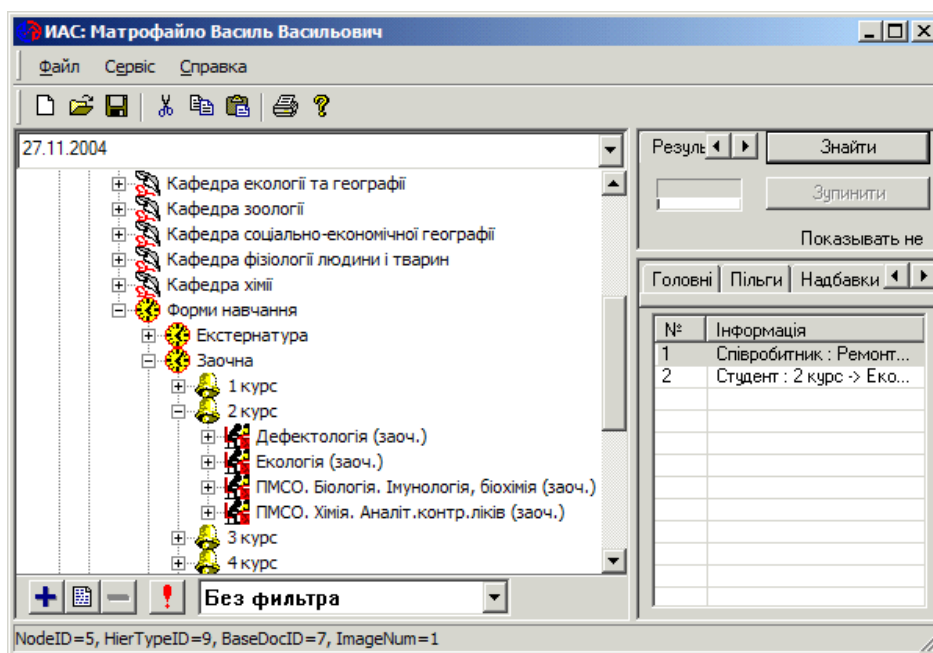 ИАС: Матрофайло Василь Васильович
Файл Сервіс Справка
27.11.2004
Кафедра екології та географії
Кафедра зоології
Кафедра соціально-економічної географії
Кафедра фізіології людини і тварин
Кафедра хімії
Форми навчання
Екстернатура
Заочна
1 курс
2 курс
Дефектологія (заоч.)
Екологія (заоч.)
ПМСО. Біологія. Імунологія, біохімія (заоч.)
ПМСО. Хімія. Аналіт.контр.ліків (заоч.)
3 курс
4 курс
Без фильтра
Резуль
Знайти
Зупинити
Показывать не
Головні Пільги Надбавки
№ Інформація
1 Співробитник : Ремонт...
2 Студент : 2 курс -> Еко...
NodeID=5, HierTypeID=9, BaseDocID=7, ImageNum=1